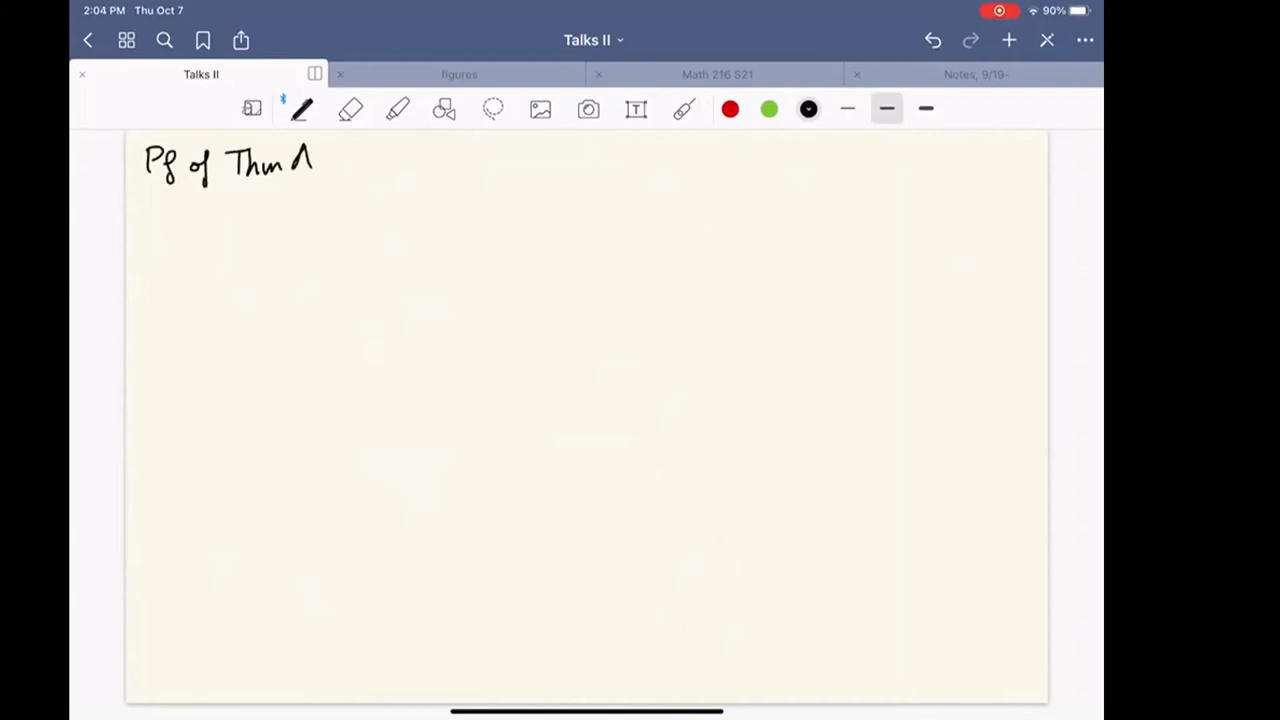 2:04 PM Thu Oct 7 90%
Talks II
Talks II figures Math 216 S21 Notes, 9/19-
T
Pf of Thm A